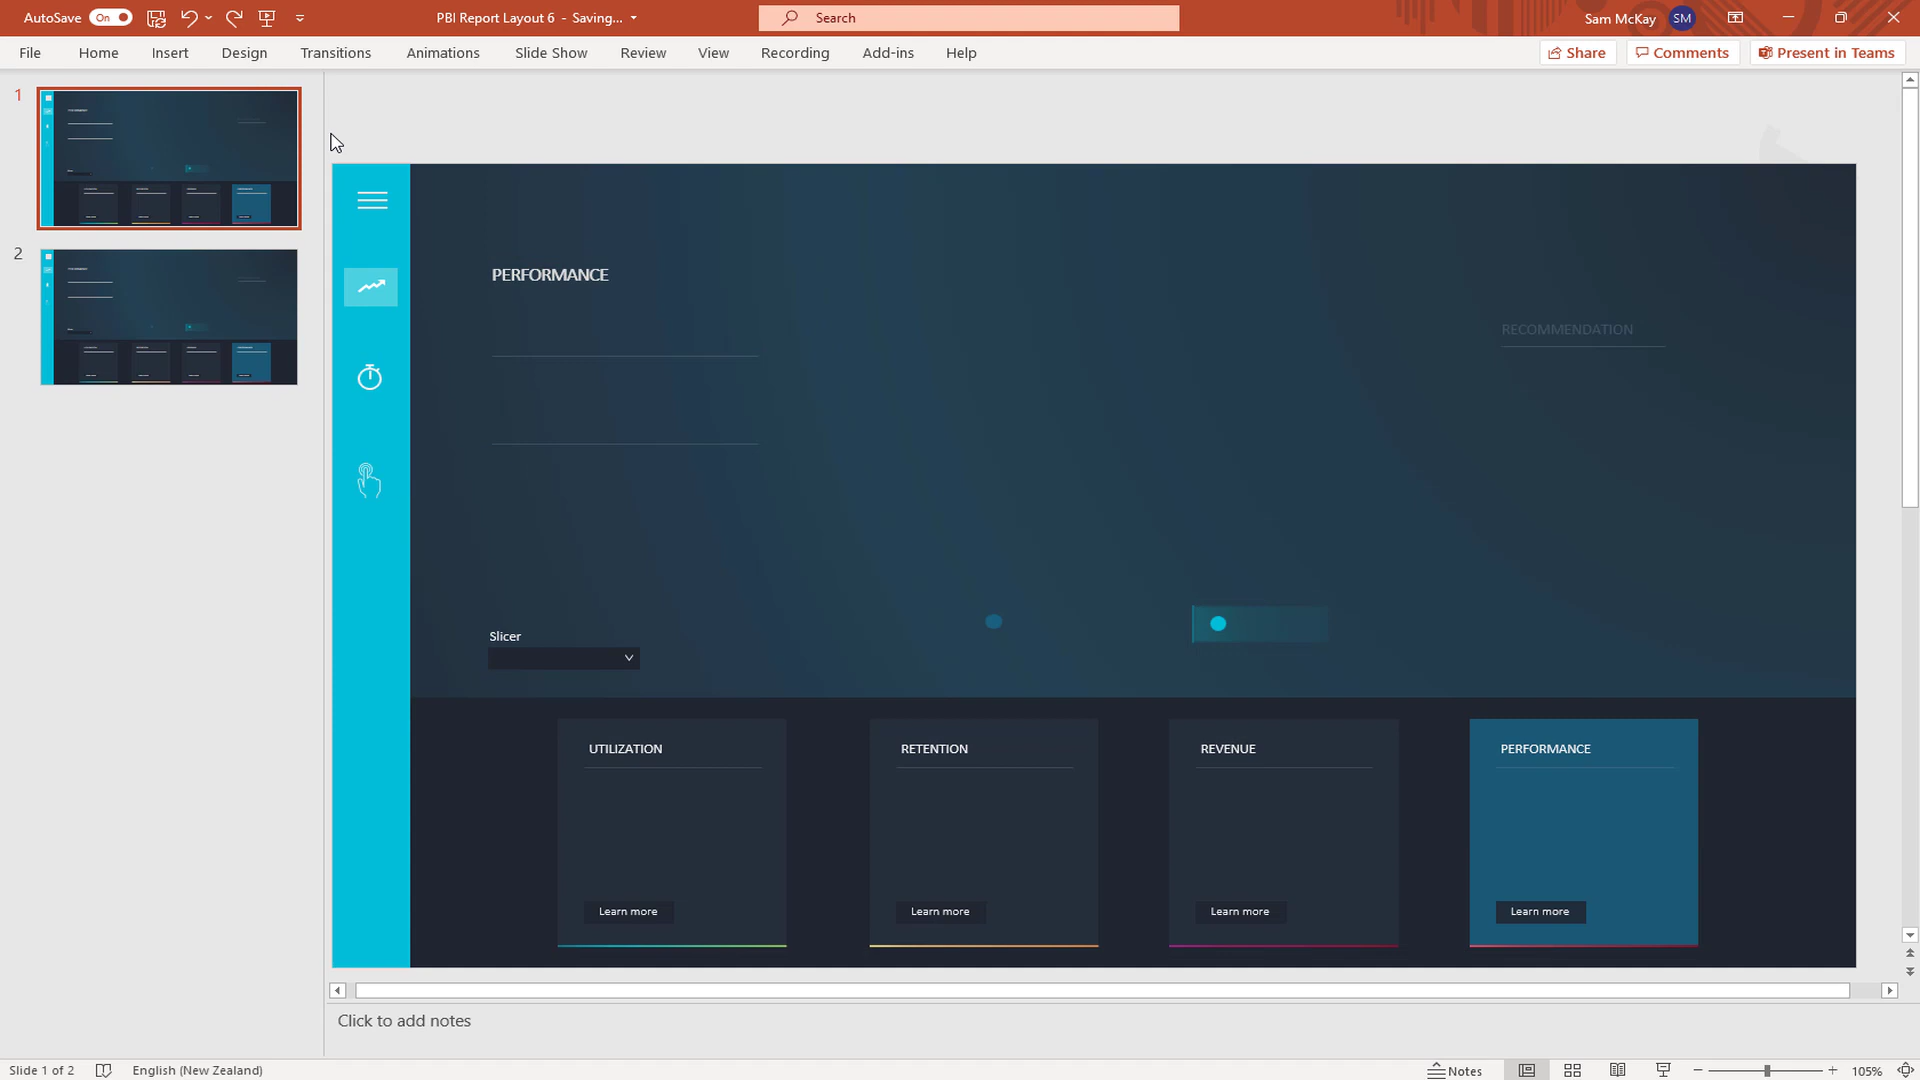 AutoSave On
PBI Report Layout 6 - Saving...
Search
Sam McKay SM
File Home Insert Design Transitions Animations Slide Show Review View Recording Add-ins Help
Share Comments Present in Teams
1
2
PERFORMANCE
RECOMMENDATION
Slicer
UTILIZATION RETENTION REVENUE PERFORMANCE
Learn more Learn more Learn more Learn more
Click to add notes
Slide 1 of 2 English (New Zealand) Notes 105%